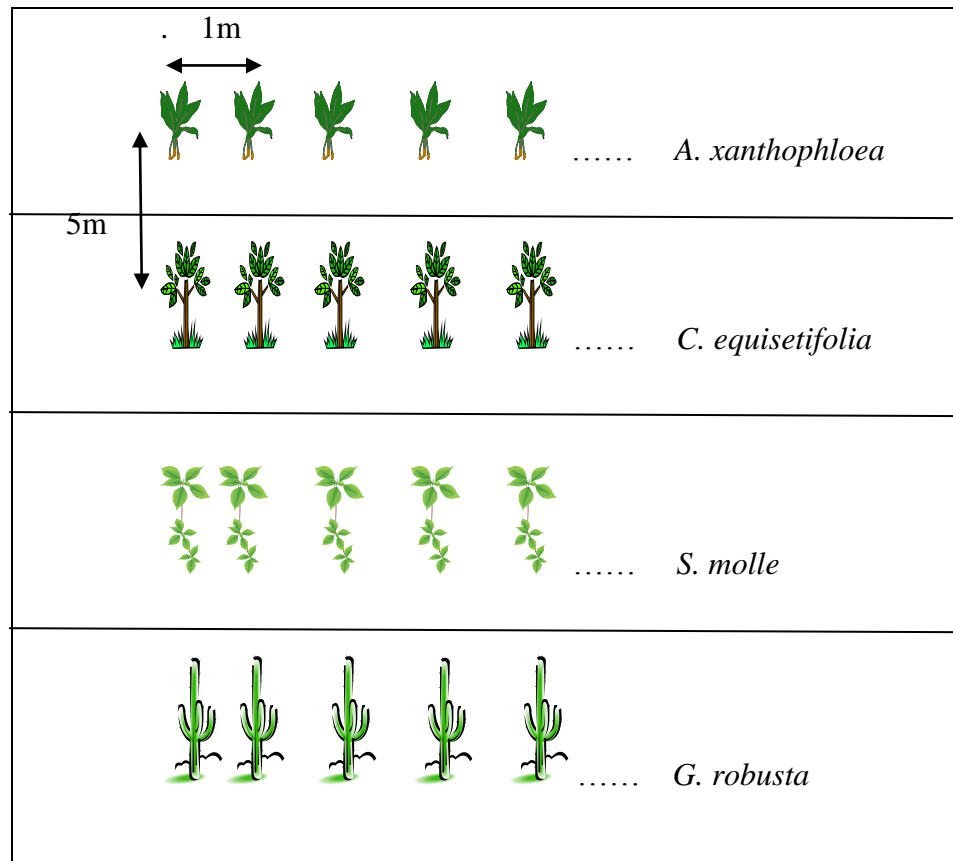 . 1m
...... A. xanthophloea
5m
...... C. equisetifolia
...... S. molle
...... G. robusta